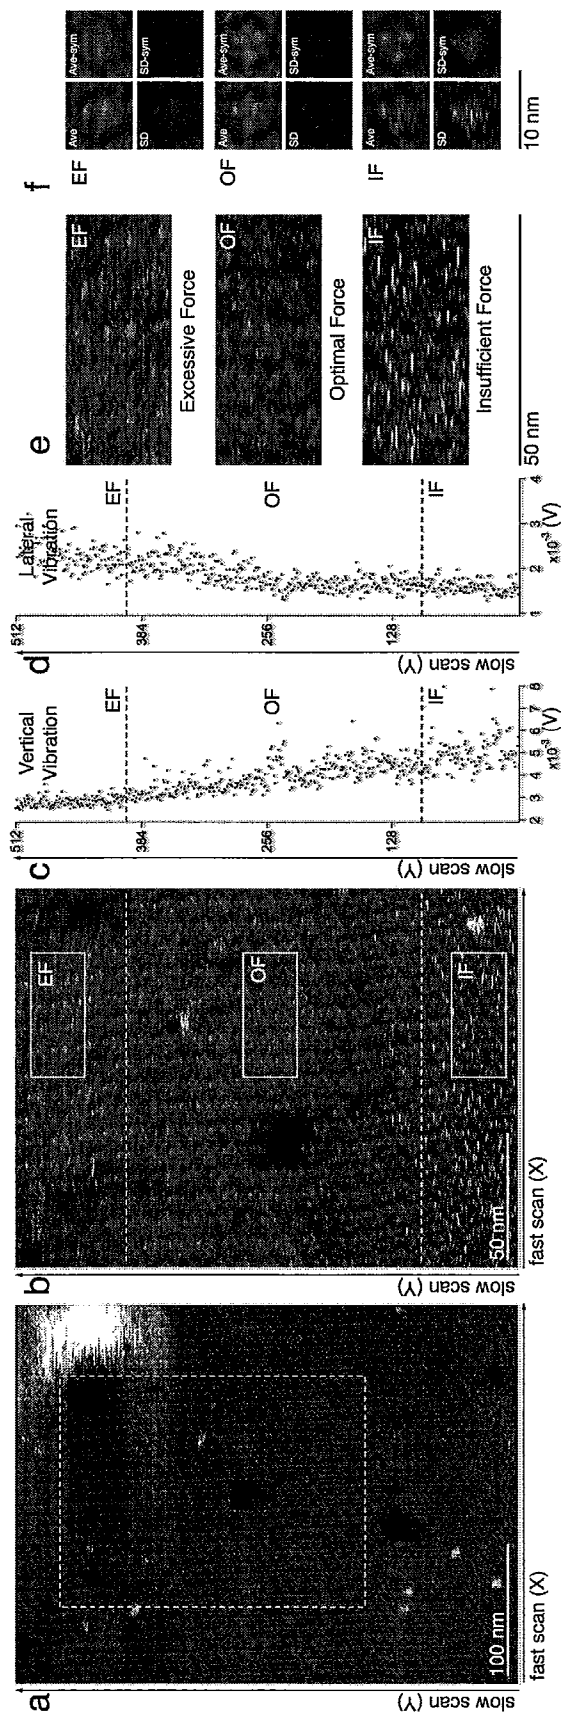 a
slow scan (Y)
100 nm
fast scan (X)
b
slow scan (Y)
EF
OF
IF
50 nm
fast scan (X)
c
slow scan (Y)
512
384
256
128
Vertical
Vibration
EF
OF
IF
2 3 4 5 6 7 8
x10⁻³ (V)
d
slow scan (Y)
512
384
256
128
Lateral
Vibration
EF
OF
IF
1 2 3 4
x10⁻³ (V)
e
EF
Excessive Force
OF
Optimal Force
IF
Insufficient Force
50 nm
f
EF
Ave
Ave-sym
SD
SD-sym
OF
Ave
Ave-sym
SD
SD-sym
IF
Ave
Ave-sym
SD
SD-sym
10 nm